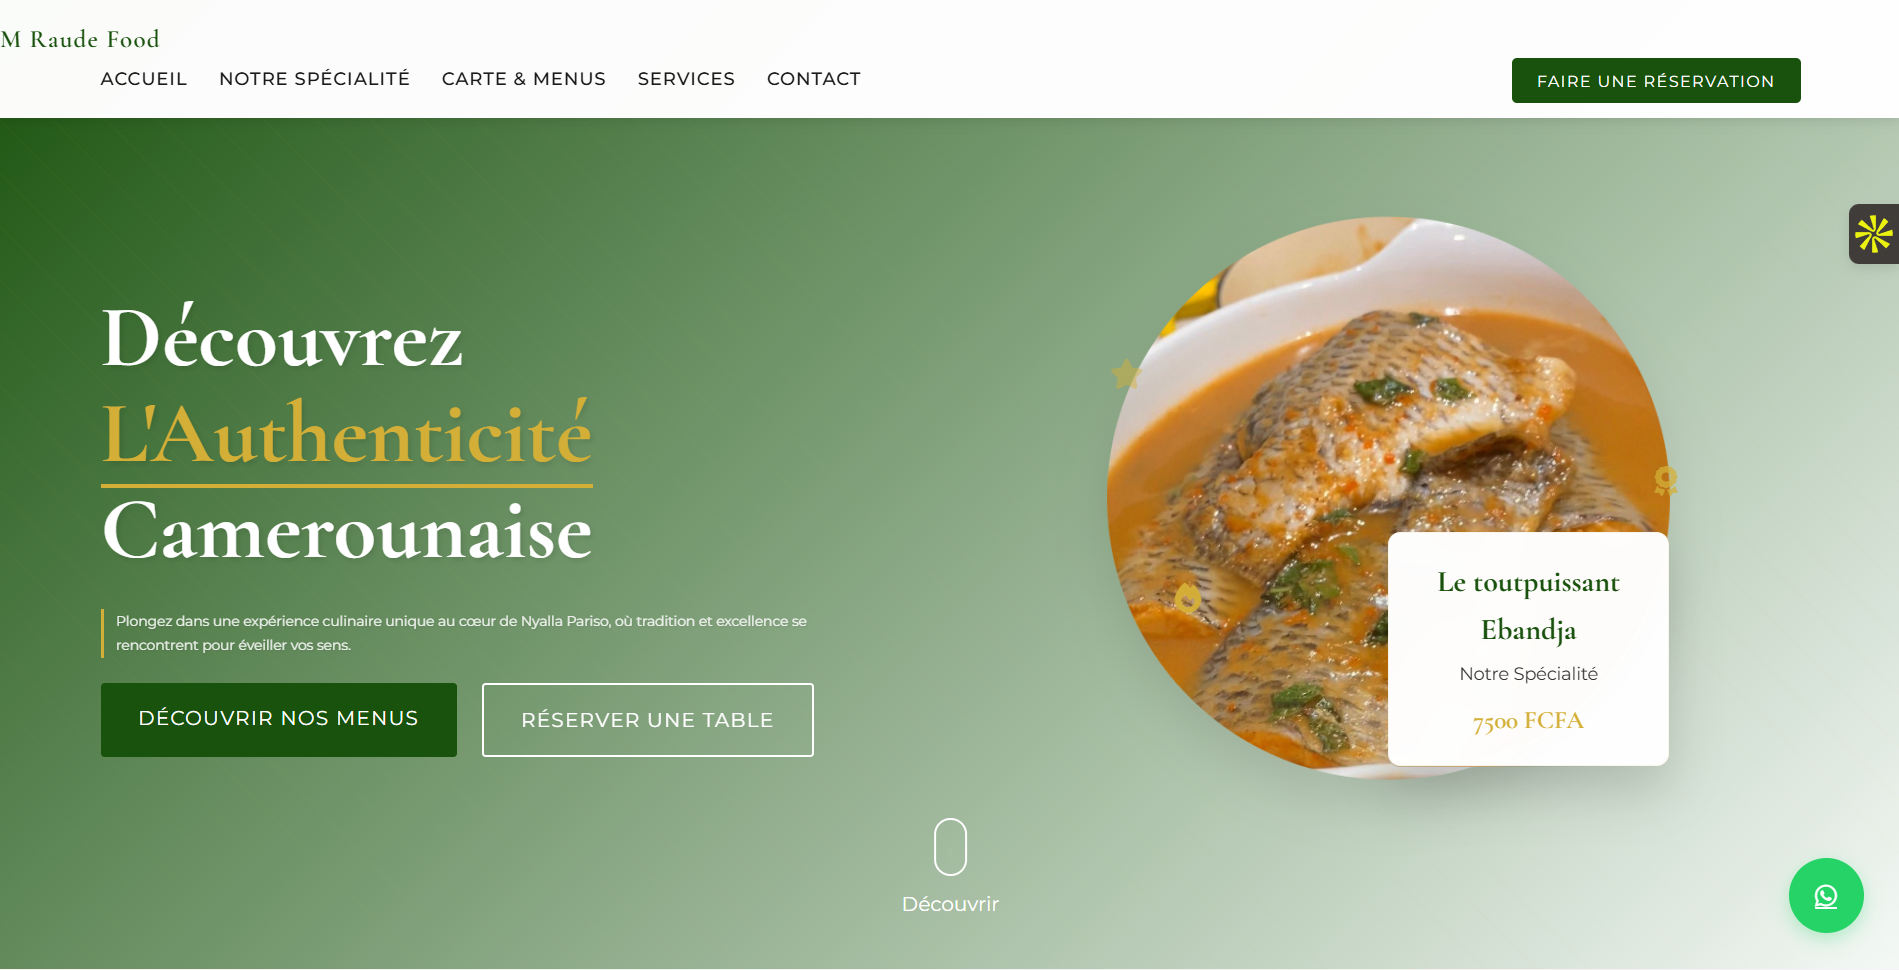 M Raude Food
ACCUEIL NOTRE SPÉCIALITÉ CARTE & MENUS SERVICES CONTACT
FAIRE UNE RÉSERVATION
Découvrez
L'Authenticité
Camerounaise
Plongez dans une expérience culinaire unique au cœur de Nyalla Pariso, où tradition et excellence se
rencontrent pour éveiller vos sens.
DÉCOUVRIR NOS MENUS
RÉSERVER UNE TABLE
Le toutpuissant
Ebandja
Notre Spécialité
7500 FCFA
Découvrir